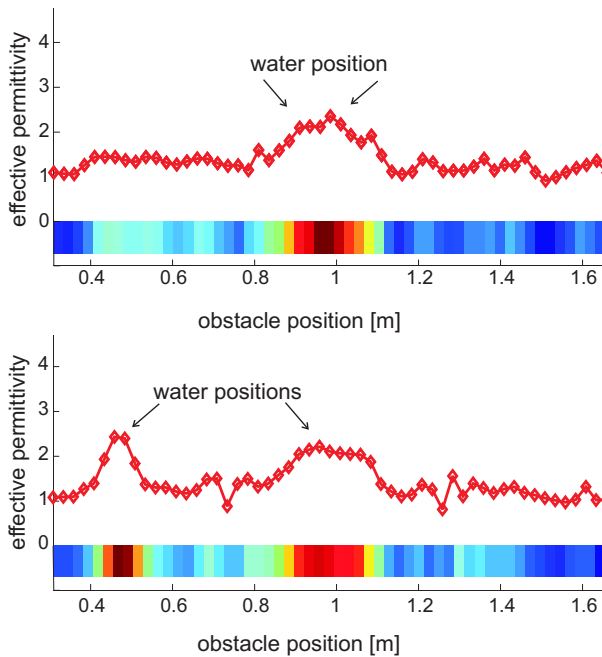 effective permittivity
4
3
2
1
0
water position
0.4 0.6 0.8 1 1.2 1.4 1.6
obstacle position [m]
effective permittivity
4
3
2
1
0
water positions
0.4 0.6 0.8 1 1.2 1.4 1.6
obstacle position [m]